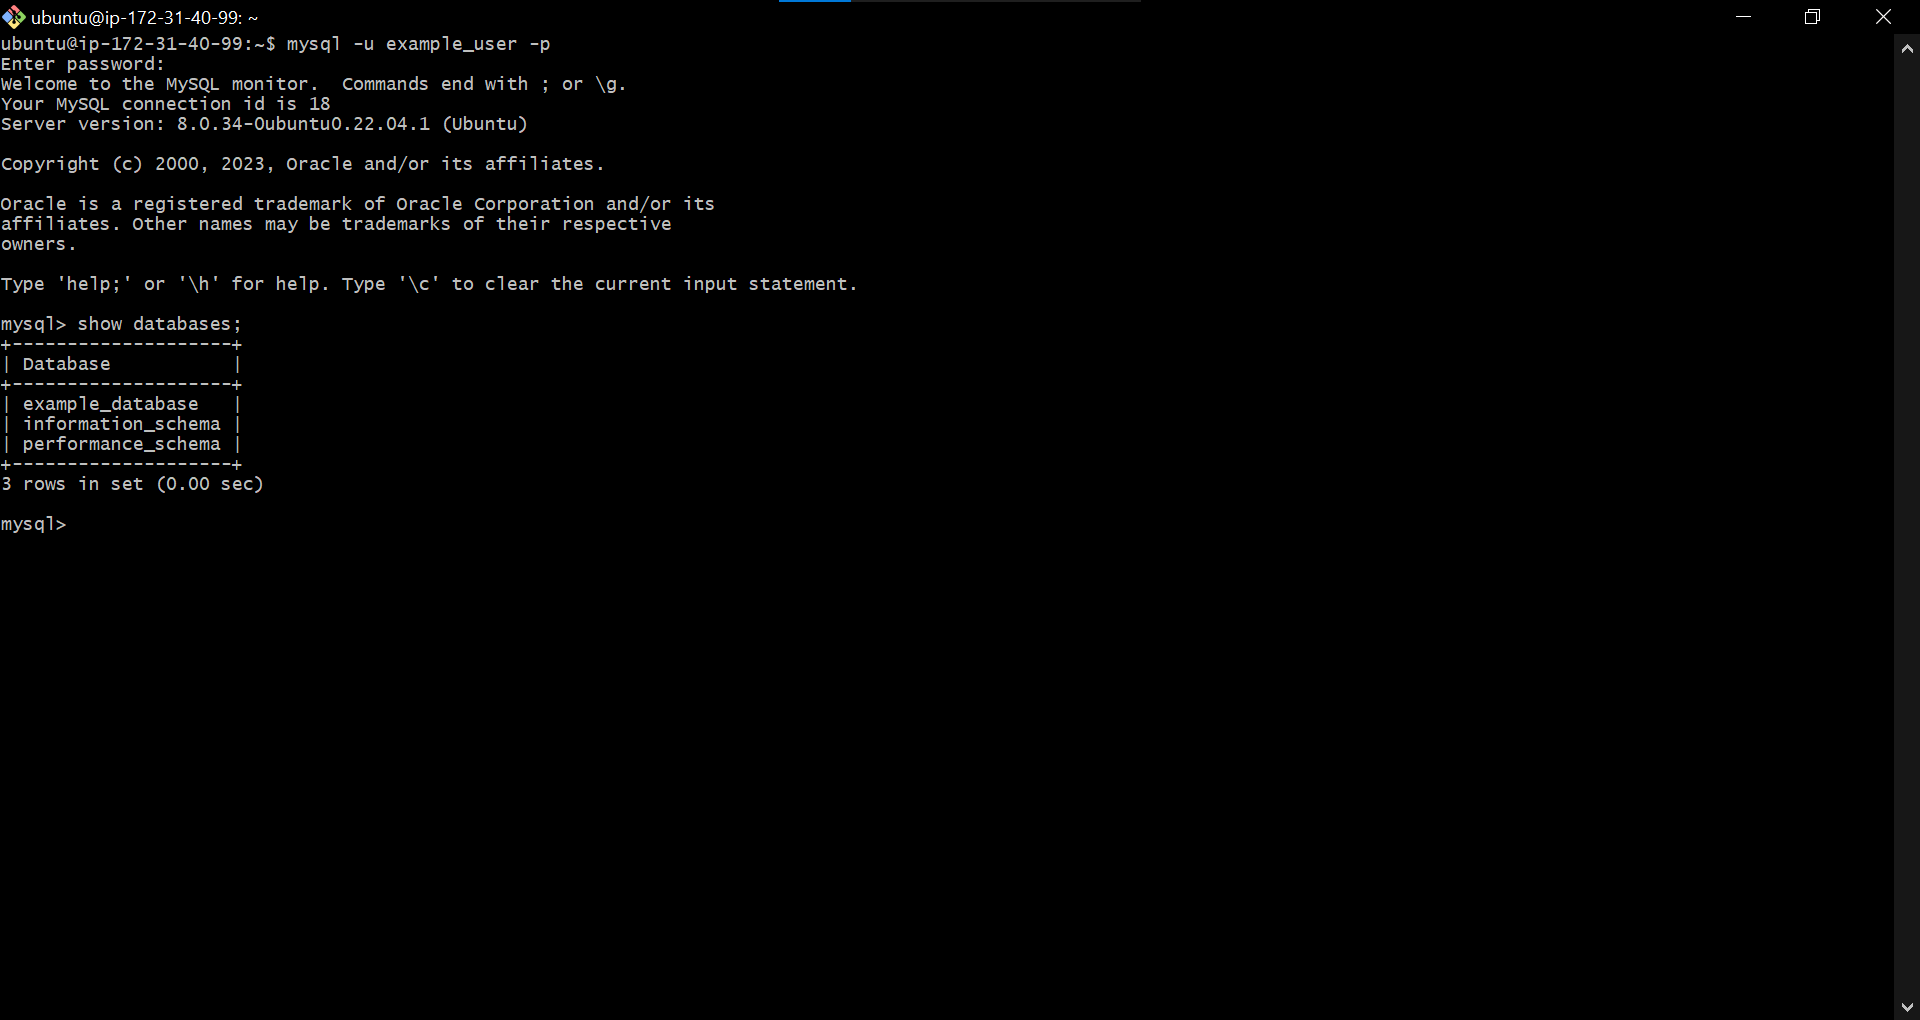 ubuntu@ip-172-31-40-99: ~
ubuntu@ip-172-31-40-99:~$ mysql -u example_user -p
Enter password:
Welcome to the MySQL monitor.  Commands end with ; or \g.
Your MySQL connection id is 18
Server version: 8.0.34-0ubuntu0.22.04.1 (Ubuntu)

Copyright (c) 2000, 2023, Oracle and/or its affiliates.

Oracle is a registered trademark of Oracle Corporation and/or its
affiliates. Other names may be trademarks of their respective
owners.

Type 'help;' or '\h' for help. Type '\c' to clear the current input statement.

mysql> show databases;
+--------------------+
| Database           |
+--------------------+
| example_database   |
| information_schema |
| performance_schema |
+--------------------+
3 rows in set (0.00 sec)

mysql>